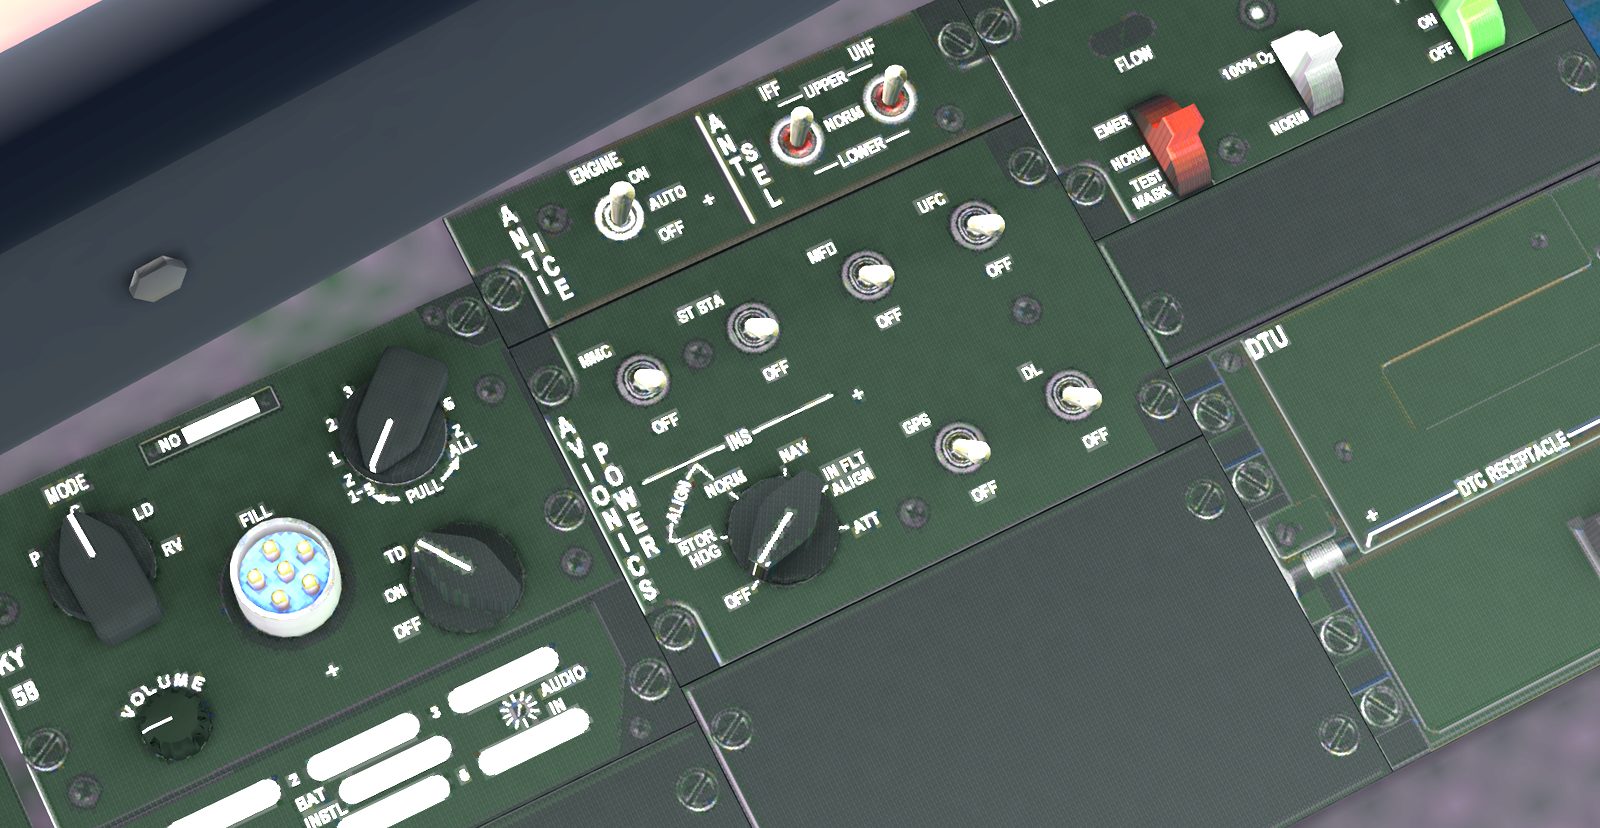 UHF
IFF
UPPER
NORM
LOWER
ANT SEL
ENGINE
ON
AUTO
OFF
ANTI ICE
FLOW
100% O2
NORM
EMER
NORM
TEST
MASK
ON
OFF
UFC
OFF
MFD
OFF
ST STA
OFF
MMC
OFF
DL
OFF
GPS
OFF
INS
NAV
NORM
IN FLT
ALIGN
ALIGN
STOR
HDG
ATT
OFF
AVIONICS
POWER
DTU
DTC RECEPTACLE
NO
3
2
1
Z
1-5
6
Z
ALL
PULL
MODE
P
LD
RV
FILL
TD
ON
OFF
KY
58
VOLUME
AUDIO
IN
3
2
BAT
INSTL